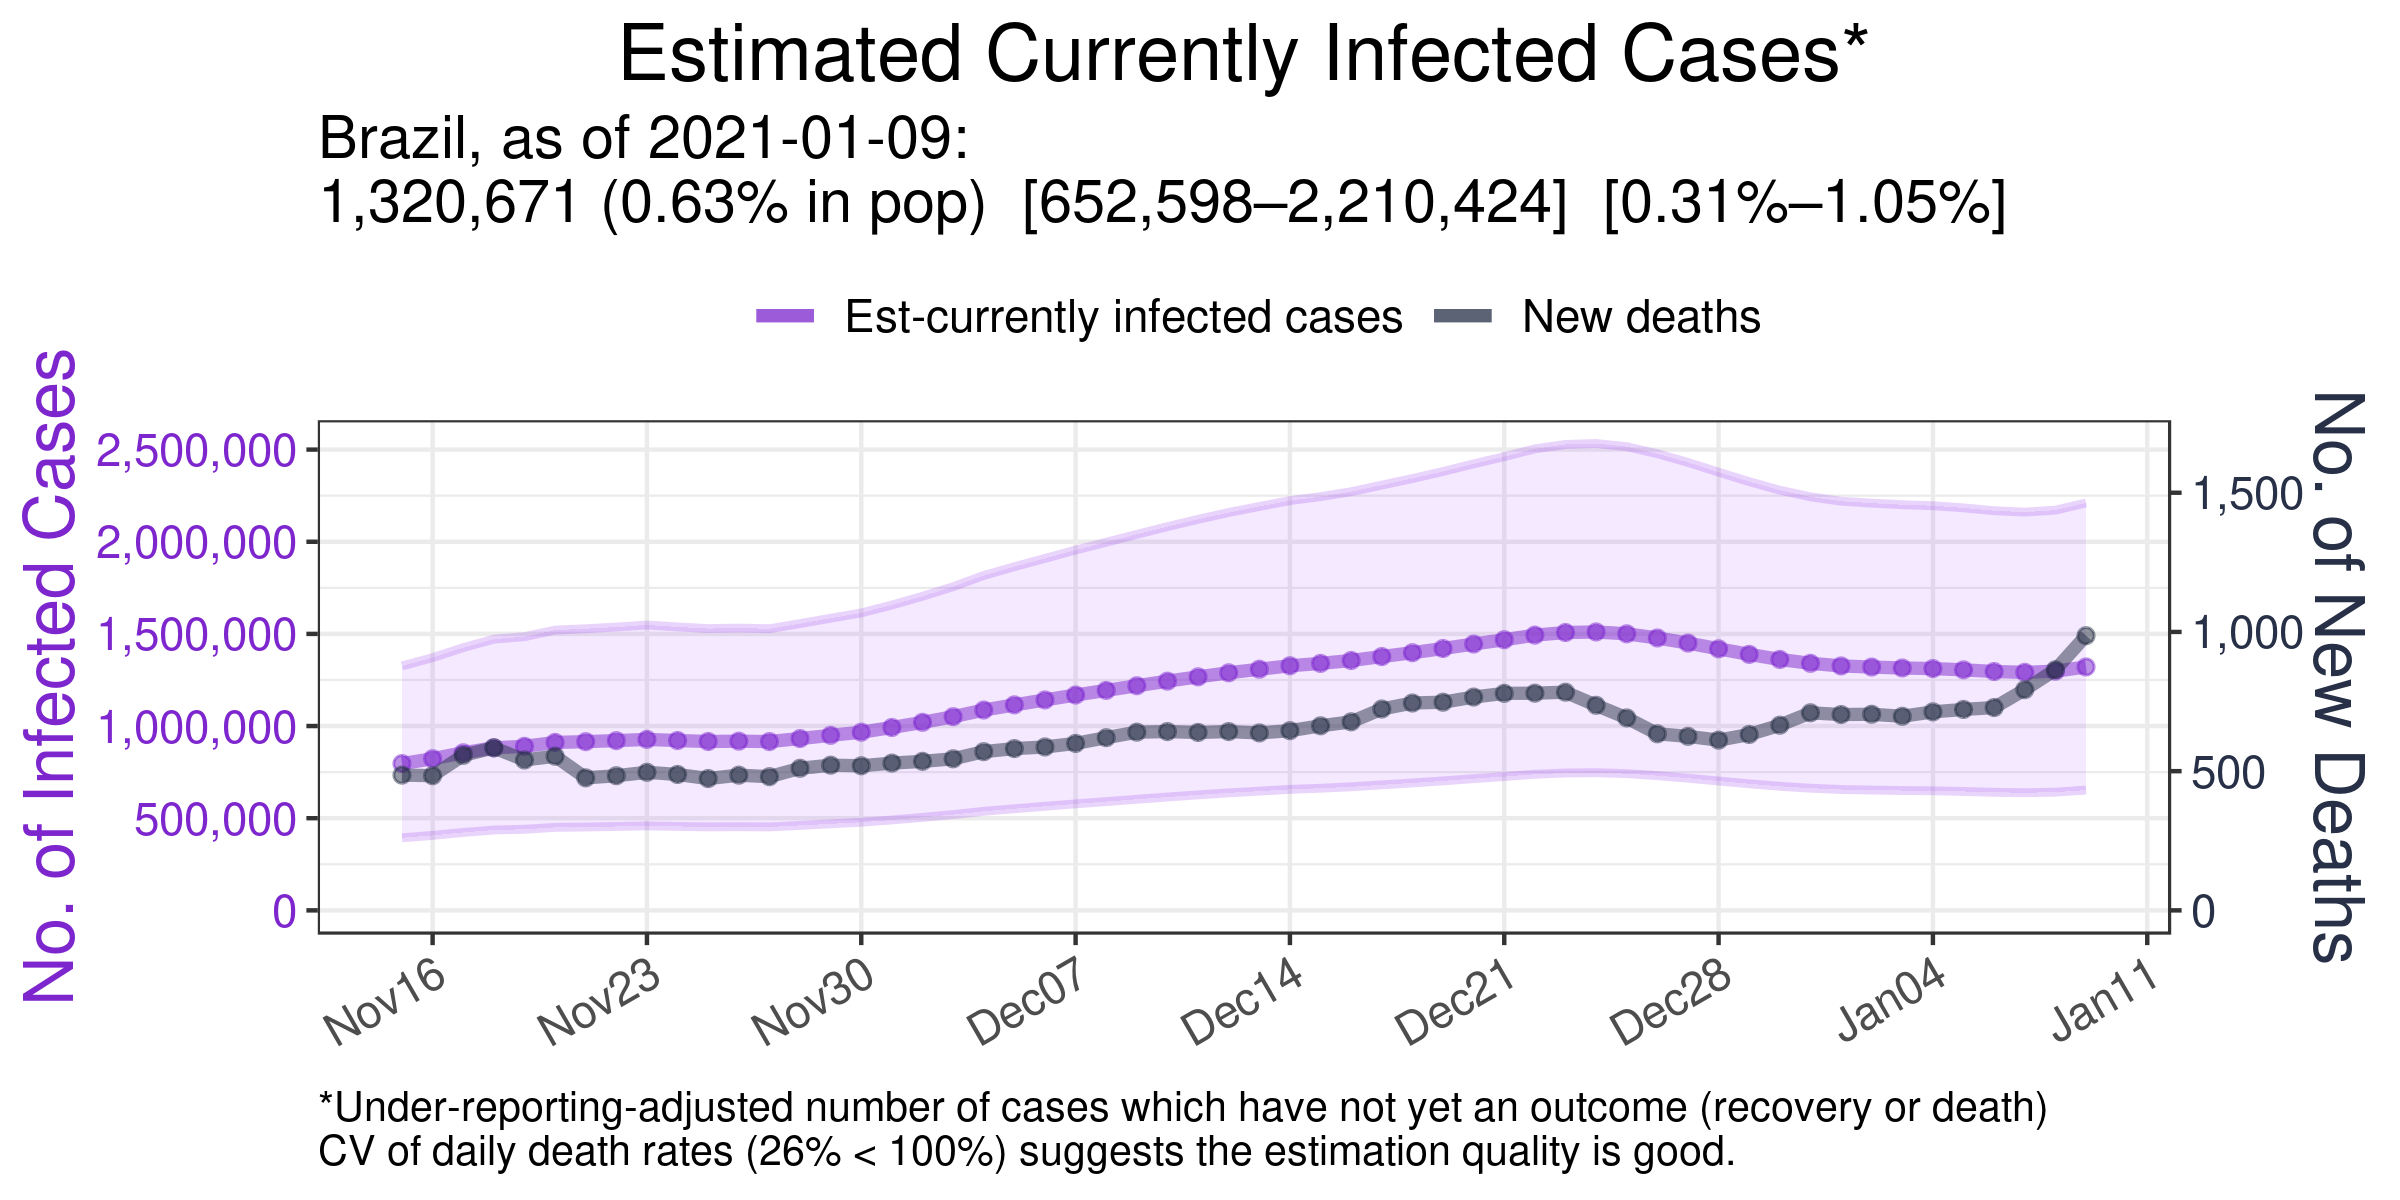 Estimated Currently Infected Cases*
Brazil, as of 2021-01-09:
1,320,671 (0.63% in pop) [652,598–2,210,424] [0.31%–1.05%]
Est-currently infected cases
New deaths
No. of Infected Cases
2,500,000
2,000,000
1,500,000
1,000,000
500,000
0
1,500
1,000
500
0
No. of New Deaths
Nov16
Nov23
Nov30
Dec07
Dec14
Dec21
Dec28
Jan04
Jan11
*Under-reporting-adjusted number of cases which have not yet an outcome (recovery or death)
CV of daily death rates (26% < 100%) suggests the estimation quality is good.